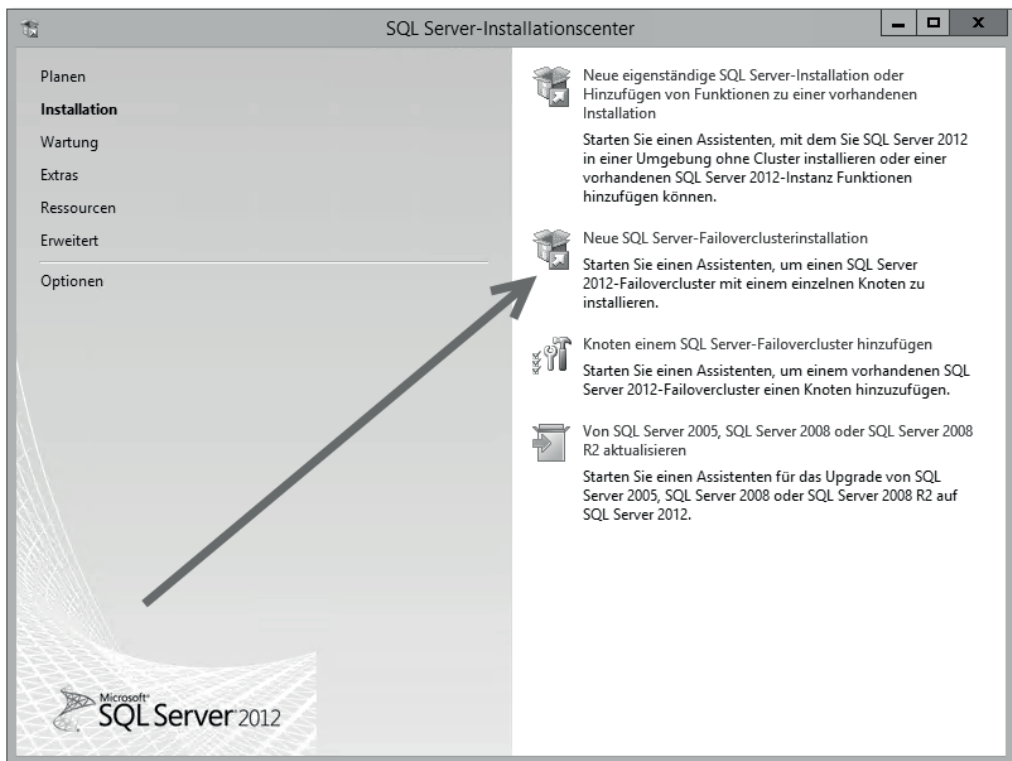 SQL Server-Installationscenter
Planen
Installation
Wartung
Extras
Ressourcen
Erweitert
Optionen
Microsoft®
SQL Server®2012
Neue eigenständige SQL Server-Installation oder
Hinzufügen von Funktionen zu einer vorhandenen
Installation
Starten Sie einen Assistenten, mit dem Sie SQL Server 2012
in einer Umgebung ohne Cluster installieren oder einer
vorhandenen SQL Server 2012-Instanz Funktionen
hinzufügen können.
Neue SQL Server-Failoverclusterinstallation
Starten Sie einen Assistenten, um einen SQL Server
2012-Failovercluster mit einem einzelnen Knoten zu
installieren.
Knoten einem SQL Server-Failovercluster hinzufügen
Starten Sie einen Assistenten, um einem vorhandenen SQL
Server 2012-Failovercluster einen Knoten hinzuzufügen.
Von SQL Server 2005, SQL Server 2008 oder SQL Server 2008
R2 aktualisieren
Starten Sie einen Assistenten für das Upgrade von SQL
Server 2005, SQL Server 2008 oder SQL Server 2008 R2 auf
SQL Server 2012.